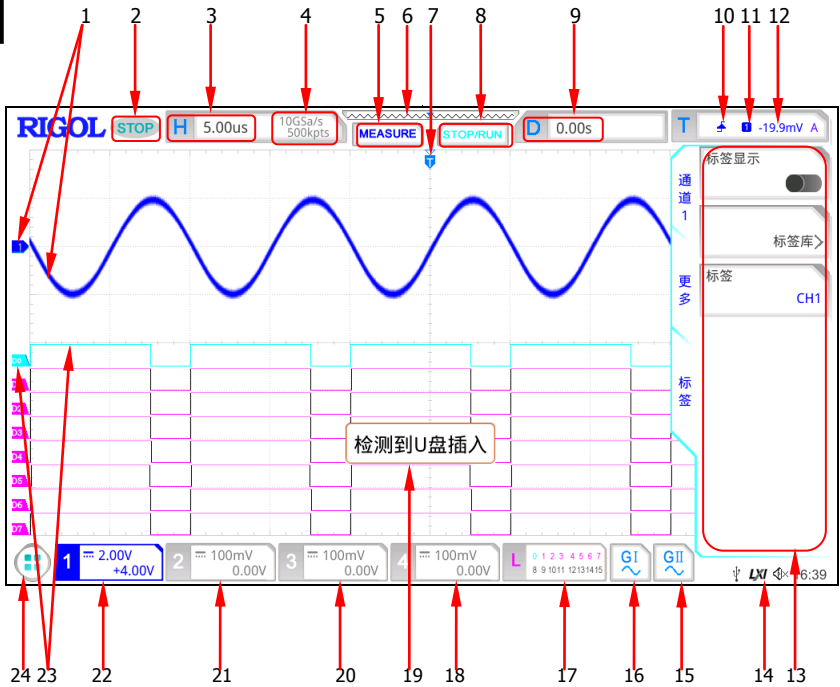 1 2 3 4 5 6 7 8 9 10 11 12
RIGOL STOP H 5.00us 10GSa/s
500kpts
MEASURE STOP/RUN D 0.00s T 1 -19.9mV A
T
1
通道1
更多
标签
标签显示
标签库
标签
CH1
D0
D2
D3
D4
D5
D6
D7
检测到U盘插入
1 2.00V
+4.00V
2 100mV
0.00V
3 100mV
0.00V
4 100mV
0.00V
L 0 1 2 3 4 5 6 7
8 9 10 11 12 13 14 15
GI
GII
LXI 6:39
24 23 22 21 20 19 18 17 16 15 14 13